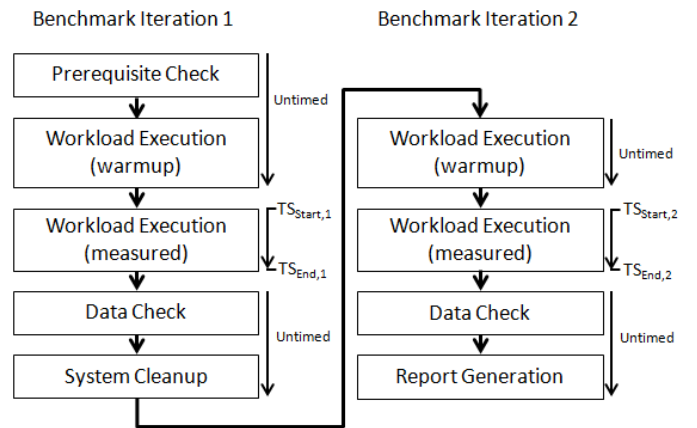 Benchmark Iteration 1
Prerequisite Check
Untimed
Workload Execution
(warmup)
Workload Execution
(measured)
TSStart,1
TSEnd,1
Data Check
Untimed
System Cleanup
Benchmark Iteration 2
Workload Execution
(warmup)
Untimed
Workload Execution
(measured)
TSStart,2
TSEnd,2
Data Check
Untimed
Report Generation